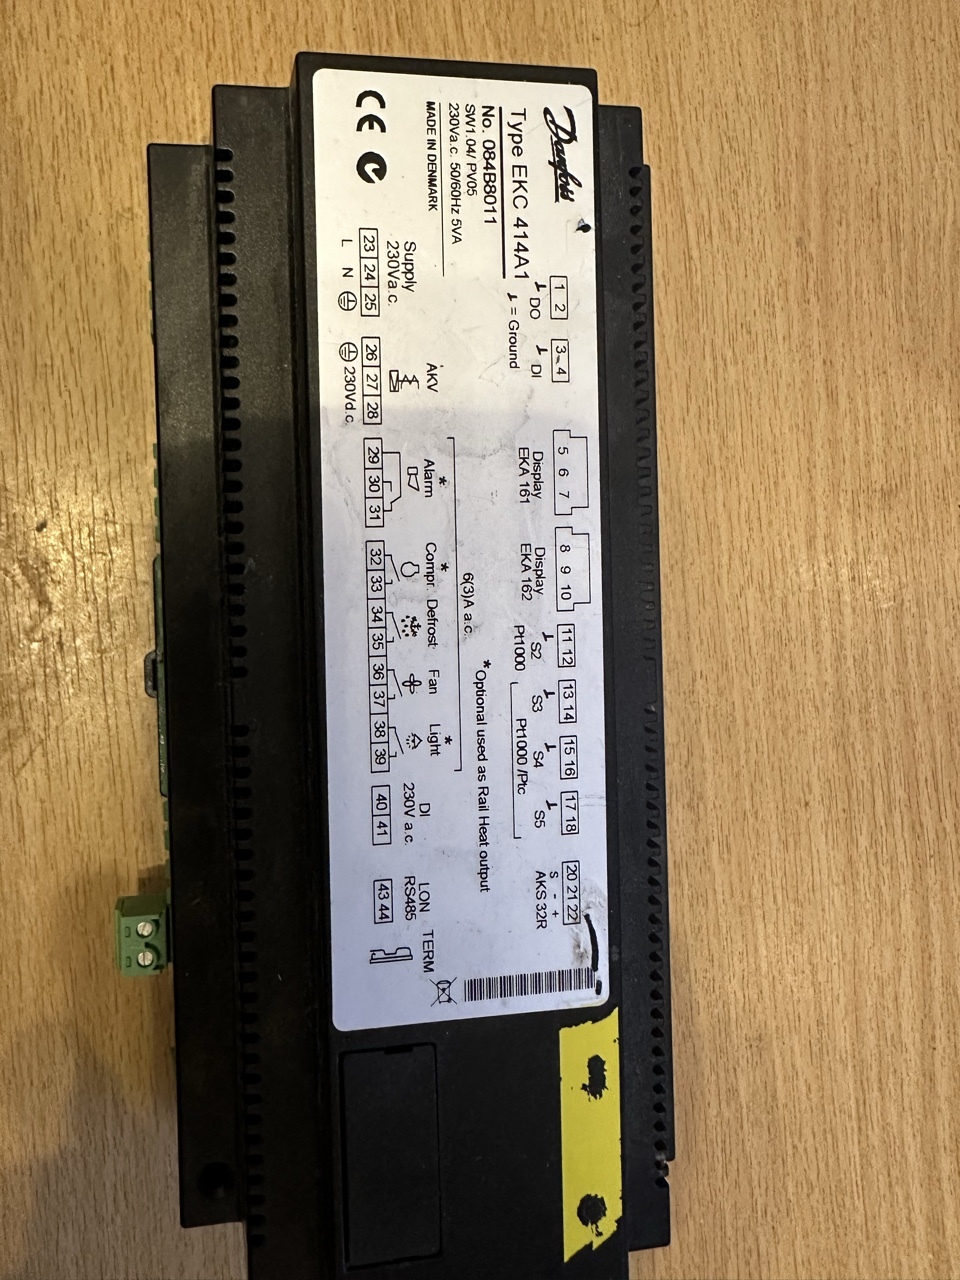 Danfoss
Type EKC 414A1
No. 084B8011
SW1.04/ PV05
230Va.c. 50/60Hz 5VA
MADE IN DENMARK
1 2
DO
3 4
DI
= Ground
5 6 7
Display
EKA 161
8 9 10
Display
EKA 162
11 12
S2
Pt1000
13 14
S3
15 16
S4
17 18
S5
Pt1000 /Ptc
20 21 22
S - +
AKS 32R
*Optional used as Rail Heat output
6(3)A a.c.
Supply
230Va.c.
23 24 25
L N
AKV
26 27 28
230Vd.c.
*
Alarm
29 30 31
*
Compr.
32 33
Defrost
34 35
Fan
36 37
*
Light
38 39
DI
230V a.c.
40 41
LON
RS485
43 44
TERM
CE